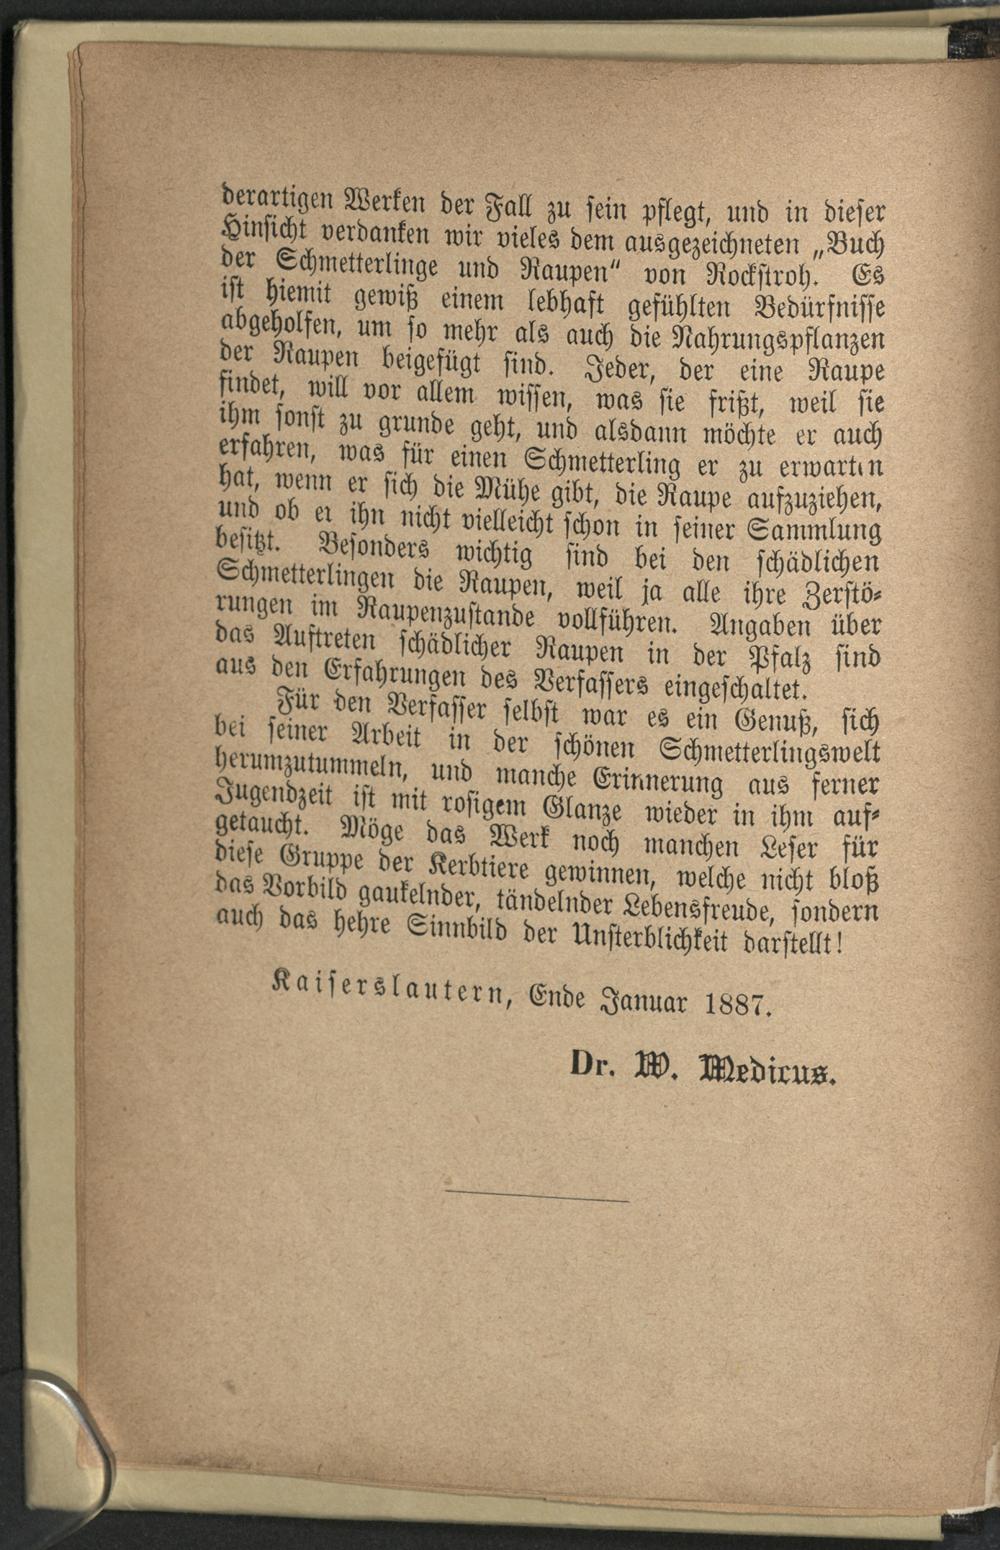 derartigen Werken der Fall zu sein pflegt, und in dieser
Hinsicht verdanken wir vieles dem ausgezeichneten „Buch
der Schmetterlinge und Raupen“ von Rockstroh. Es
ist hiemit gewiß einem lebhaft gefühlten Bedürfnisse
abgeholfen, um so mehr als auch die Nahrungspflanzen
der Raupen beigefügt sind. Jeder, der eine Raupe
findet, will vor allem wissen, was sie frißt, weil sie
ihm sonst zu grunde geht, und alsdann möchte er auch
erfahren, was für einen Schmetterling er zu erwarten
hat, wenn er sich die Mühe gibt, die Raupe aufzuziehen,
und ob er ihn nicht vielleicht schon in seiner Sammlung
besitzt. Besonders wichtig sind bei den schädlichen
Schmetterlingen die Raupen, weil ja alle ihre Zerstö-
rungen im Raupenzustande vollführen. Angaben über
das Auftreten schädlicher Raupen in der Pfalz sind
aus den Erfahrungen des Verfassers eingeschaltet.
Für den Verfasser selbst war es ein Genuß, sich
bei seiner Arbeit in der schönen Schmetterlingswelt
herumzutummeln, und manche Erinnerung aus ferner
Jugendzeit ist mit rosigem Glanze wieder in ihm auf-
getaucht. Möge das Werk noch manchen Leser für
diese Gruppe der Kerbtiere gewinnen, welche nicht bloß
das Vorbild gaukelnder, tändelnder Lebensfreude, sondern
auch das hehre Sinnbild der Unsterblichkeit darstellt!
Kaiserslautern, Ende Januar 1887.
Dr. W. Medicus.